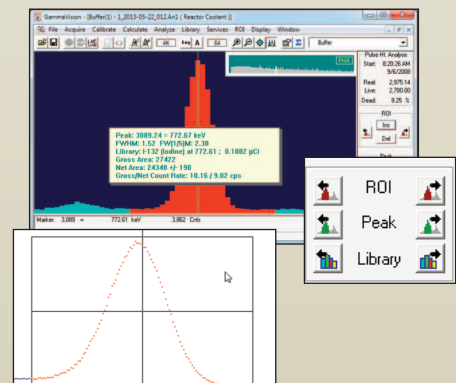 GammaVision - [Buffer(1) - 1_2013-05-22_012.An1 ( Reactor Coolant )]
File Acquire Calibrate Calculate Analyze Library Services ROI Display Window
4K Log A 64 Buffer
PHA
Pulse Ht. Analysis
Start: 8:20:26 AM
9/6/2008
Real: 2,975.14
Live: 2,700.00
Dead: 9.25 %
ROI
Ins
Del
Peak: 3089.24 = 772.67 keV
FWHM: 1.52 FW(1/5)M: 2.38
Library: I-132 (Iodine) at 772.61 ; 0.1082 µCi
Gross Area: 27422
Net Area: 24348 +/- 190
Gross/Net Count Rate: 10.16 / 9.02 cps
Marker: 3,089 = 772.61 keV 3,862 Cnts
ROI
Peak
Library